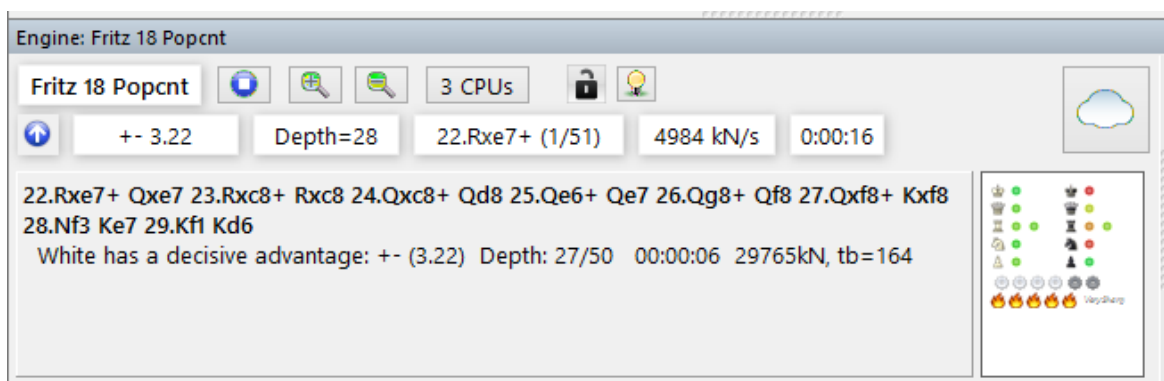 Engine: Fritz 18 Popcnt
Fritz 18 Popcnt 3 CPUs
+- 3.22 Depth=28 22.Rxe7+ (1/51) 4984 kN/s 0:00:16
22.Rxe7+ Qxe7 23.Rxc8+ Rxc8 24.Qxc8+ Qd8 25.Qe6+ Qe7 26.Qg8+ Qf8 27.Qxf8+ Kxf8
28.Nf3 Ke7 29.Kf1 Kd6
White has a decisive advantage: +- (3.22) Depth: 27/50 00:00:06 29765kN, tb=164
VerySharp